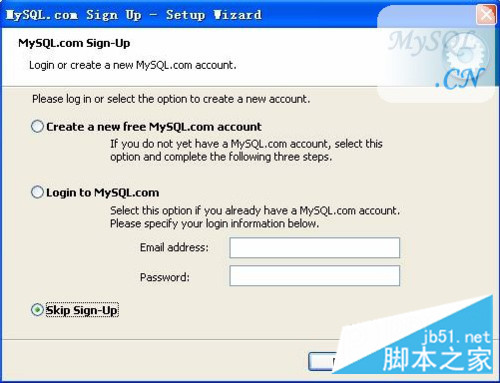 MySQL.com Sign Up - Setup Wizard
MySQL.com Sign-Up
Login or create a new MySQL.com account.
MySQL
.CN
Please log in or select the option to create a new account.
Create a new free MySQL.com account
If you do not yet have a MySQL.com account, select this
option and complete the following three steps.
Login to MySQL.com
Select this option if you already have a MySQL.com account.
Please specify your login information below.
Email address:
Password:
Skip Sign-Up
jb51.net
脚本之家